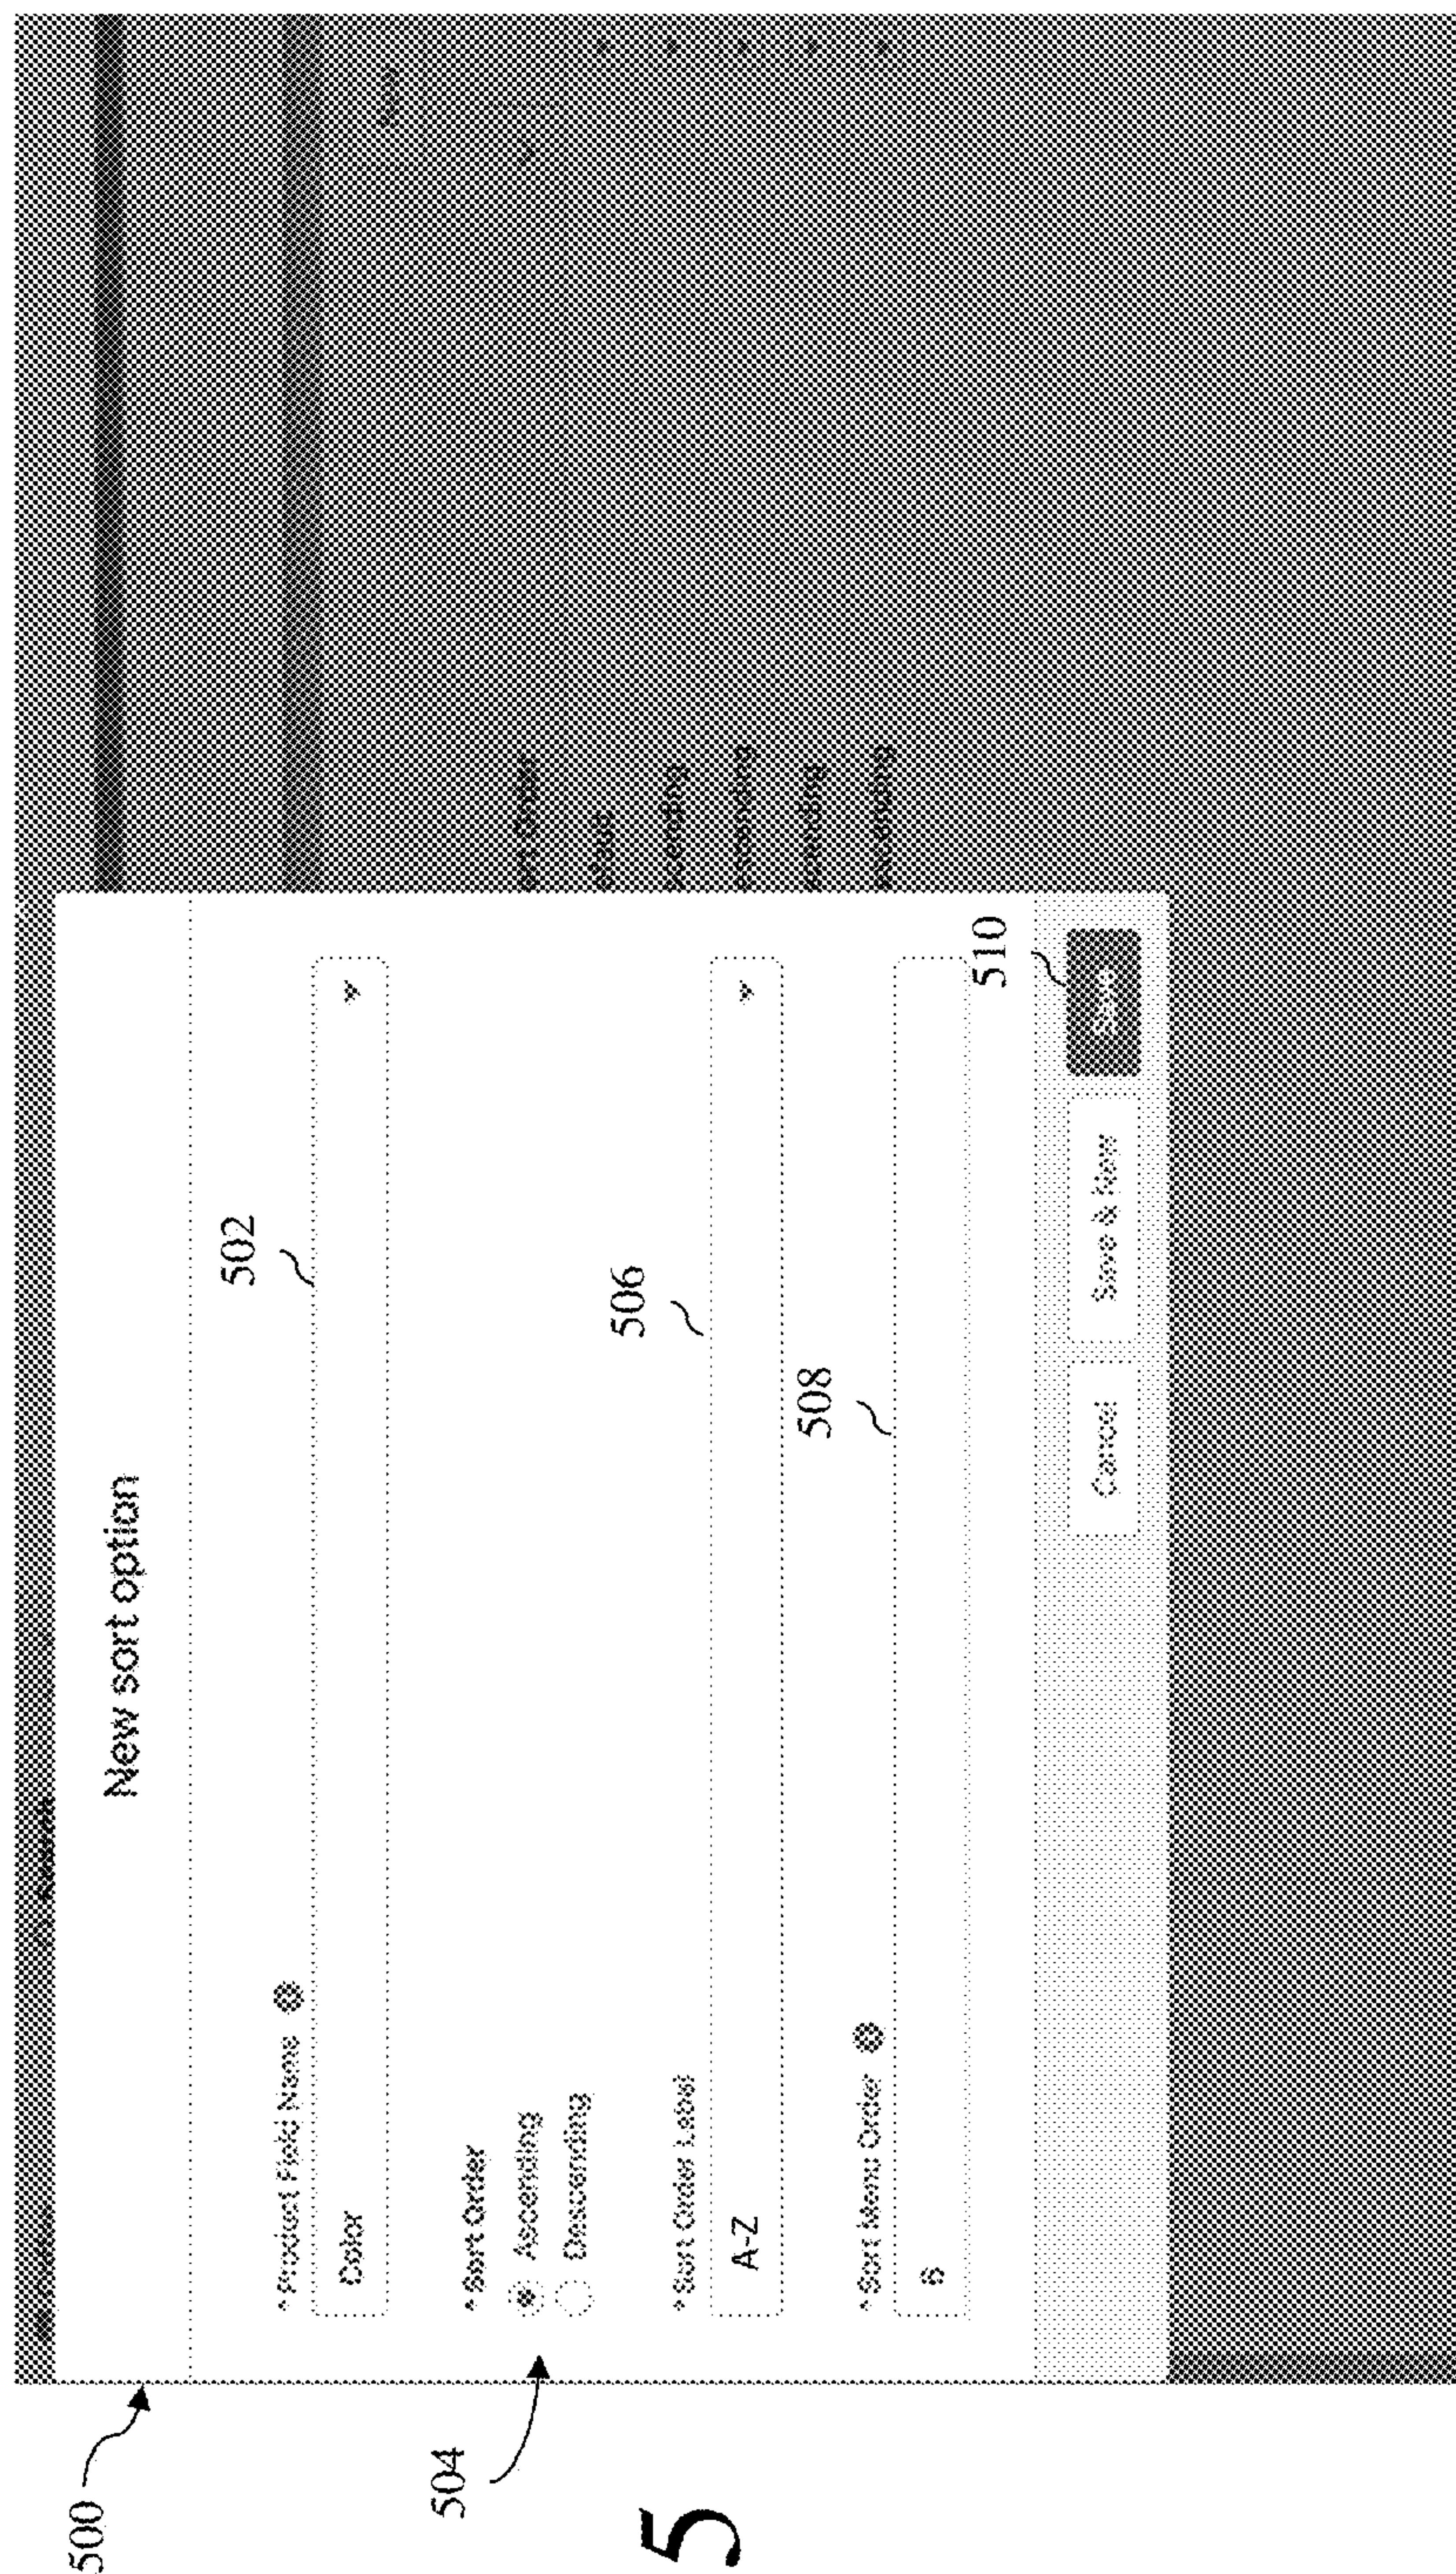 500
New sort option
502
* Product Field Name
Color
504
* Sort Order
Ascending
Descending
506
* Sort Order Label
A-Z
508
* Sort Menu Order
6
510
Cancel
Save & New
5